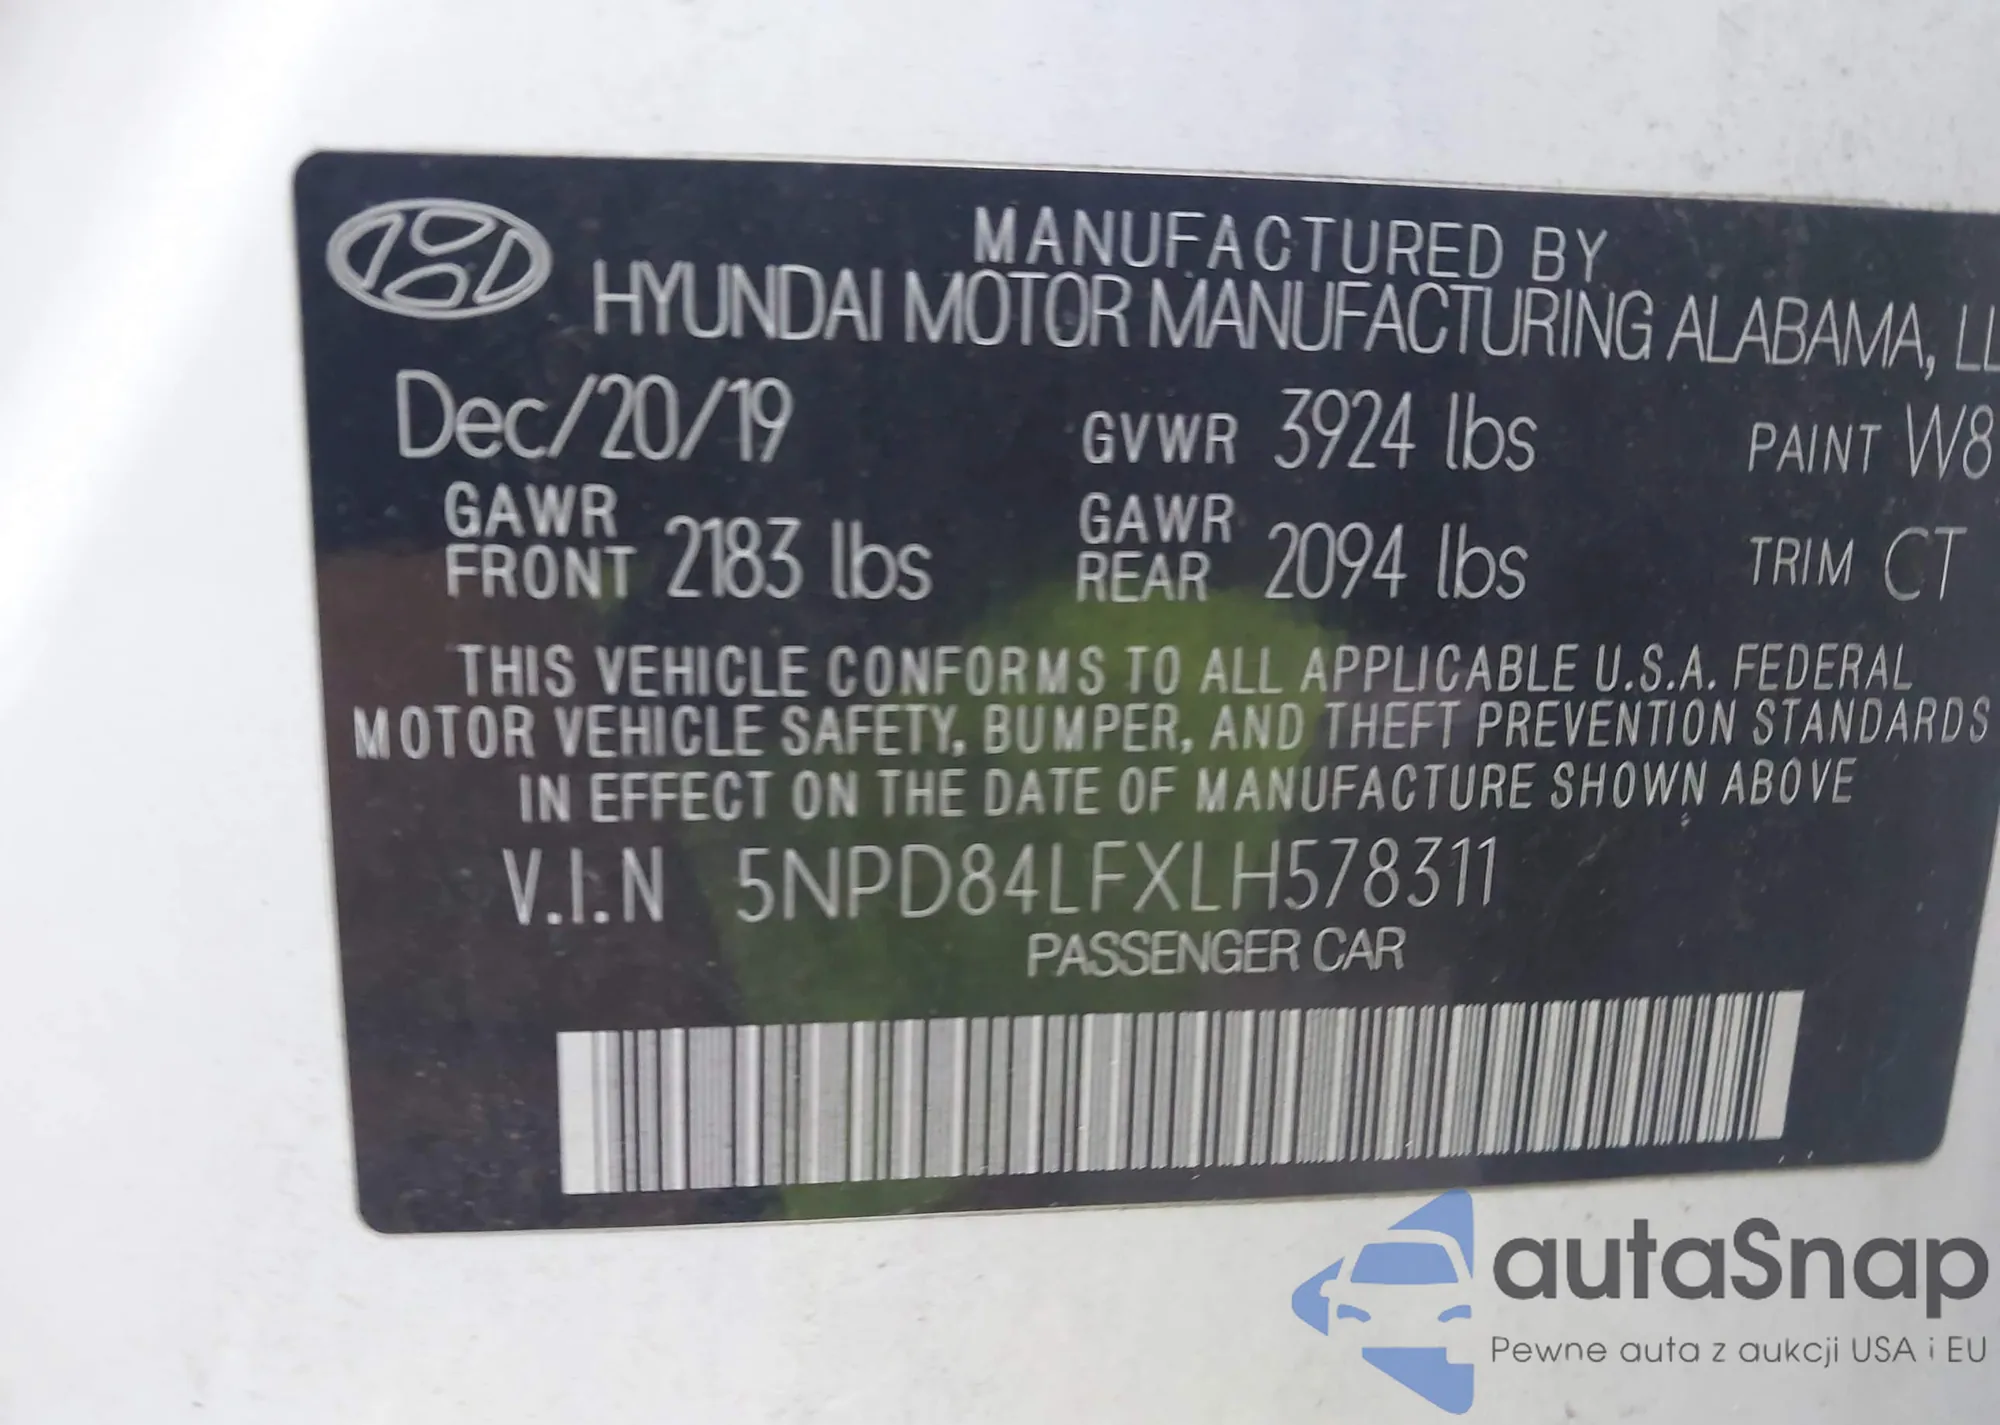 MANUFACTURED BY
HYUNDAI MOTOR MANUFACTURING ALABAMA, LL
Dec/20/19 GVWR 3924 lbs PAINT W8
GAWR FRONT 2183 lbs GAWR REAR 2094 lbs TRIM CT
THIS VEHICLE CONFORMS TO ALL APPLICABLE U.S.A. FEDERAL
MOTOR VEHICLE SAFETY, BUMPER, AND THEFT PREVENTION STANDARDS
IN EFFECT ON THE DATE OF MANUFACTURE SHOWN ABOVE
V.I.N 5NPD84LFXLH578311
PASSENGER CAR
autaSnap
Pewne auta z aukcji USA i EU